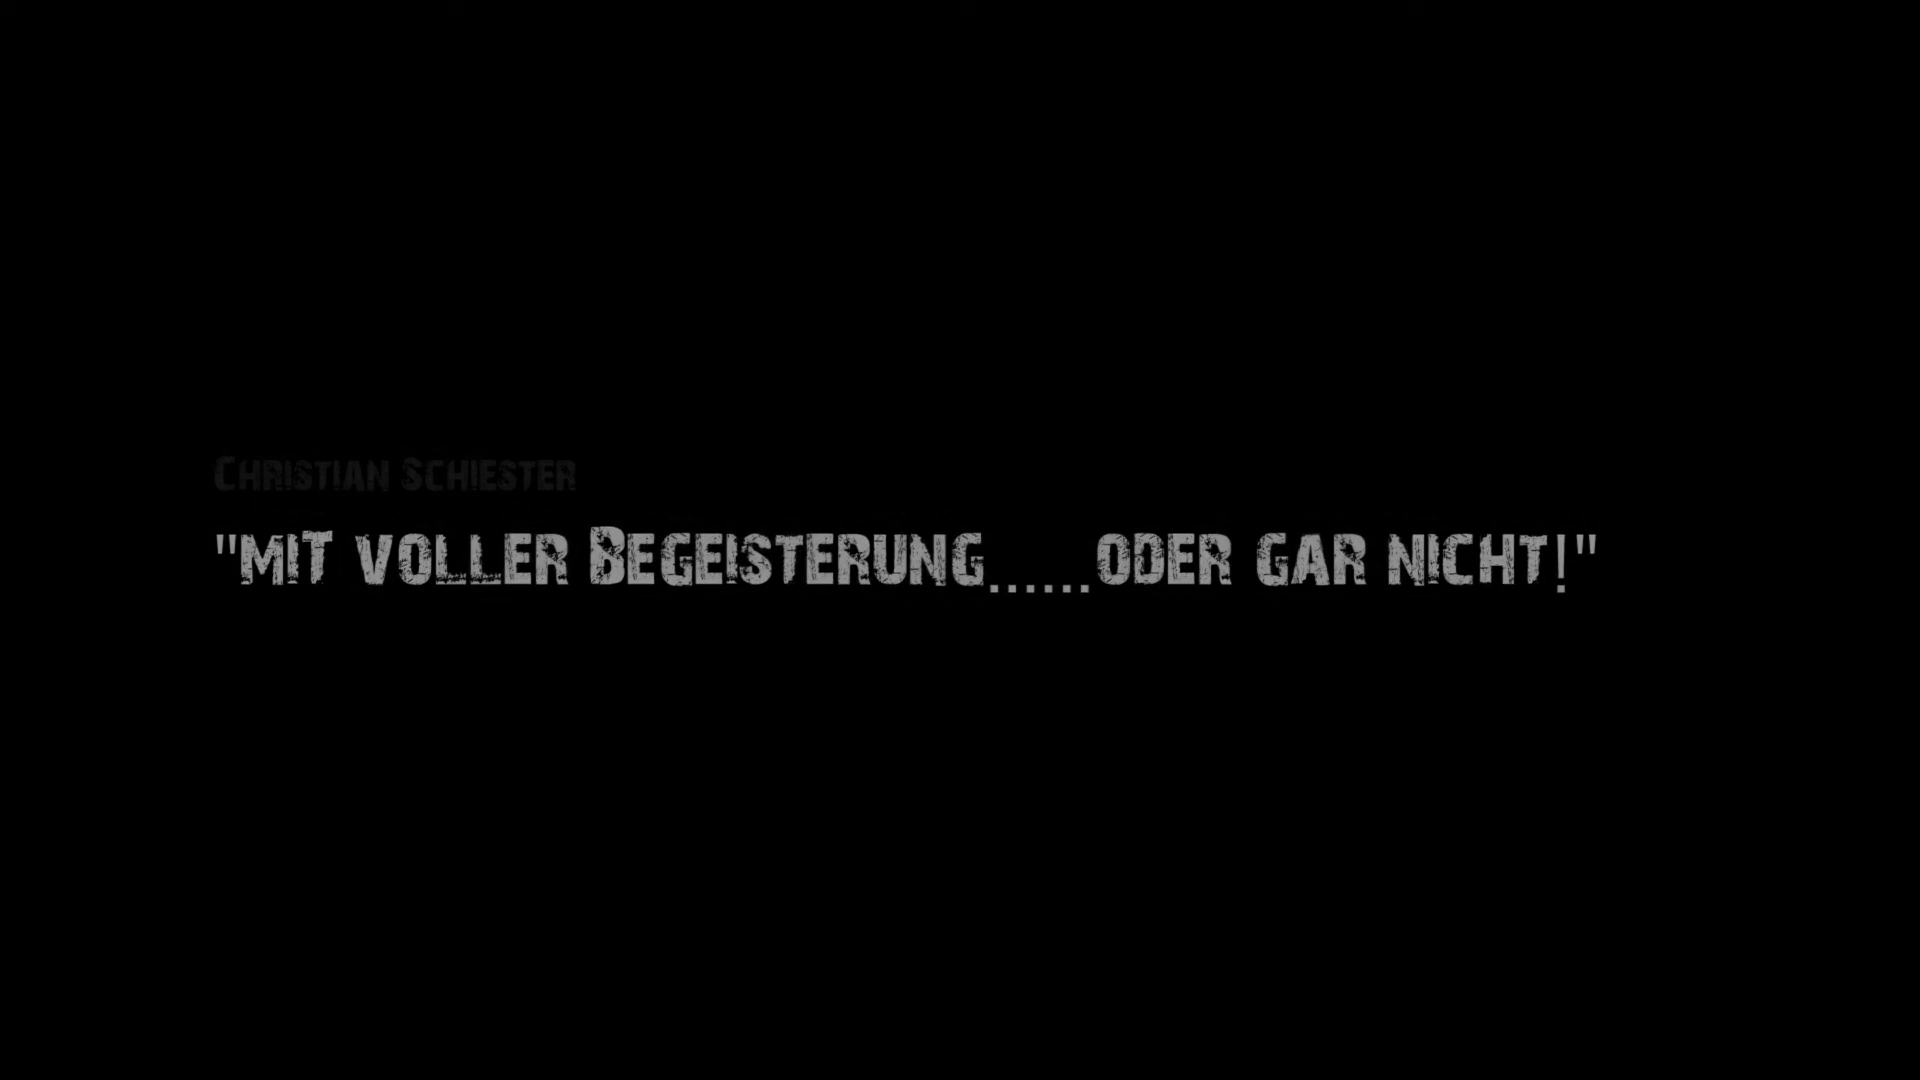 Christian Schiester
"mit voller Begeisterung......oder gar nicht!"